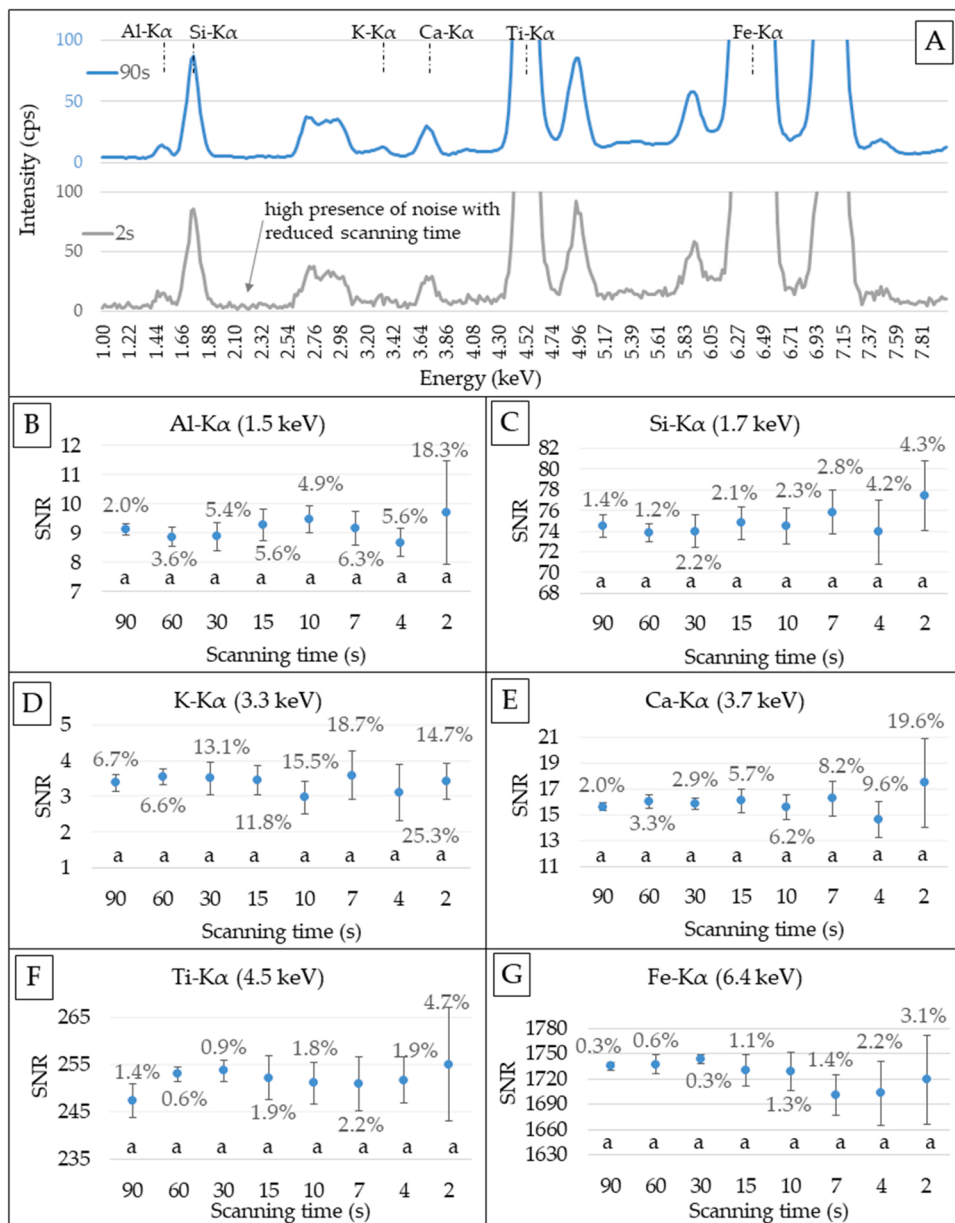 A
Al-Kα Si-Kα K-Kα Ca-Kα Ti-Kα Fe-Kα
100
90s
50
0
Intensity (cps)
100
high presence of noise with
reduced scanning time
2s
50
0
1.00 1.22 1.44 1.66 1.88 2.10 2.32 2.54 2.76 2.98 3.20 3.42 3.64 3.86 4.08 4.30 4.52 4.74 4.96 5.17 5.39 5.61 5.83 6.05 6.27 6.49 6.71 6.93 7.15 7.37 7.59 7.81
Energy (keV)
B
Al-Kα (1.5 keV)
SNR
12
11
10
9
8
7
2.0% 3.6% 5.4% 5.6% 4.9% 6.3% 5.6% 18.3%
a a a a a a a a
90 60 30 15 10 7 4 2
Scanning time (s)
C
Si-Kα (1.7 keV)
SNR
82
80
78
76
74
72
70
68
1.4% 1.2% 2.2% 2.1% 2.3% 2.8% 4.2% 4.3%
a a a a a a a a
90 60 30 15 10 7 4 2
Scanning time (s)
D
K-Kα (3.3 keV)
SNR
5
4
3
2
1
6.7% 6.6% 13.1% 11.8% 15.5% 18.7% 25.3% 14.7%
a a a a a a a a
90 60 30 15 10 7 4 2
Scanning time (s)
E
Ca-Kα (3.7 keV)
SNR
21
19
17
15
13
11
2.0% 3.3% 2.9% 5.7% 6.2% 8.2% 9.6% 19.6%
a a a a a a a a
90 60 30 15 10 7 4 2
Scanning time (s)
F
Ti-Kα (4.5 keV)
SNR
265
255
245
235
1.4% 0.6% 0.9% 1.9% 1.8% 2.2% 1.9% 4.7%
a a a a a a a a
90 60 30 15 10 7 4 2
Scanning time (s)
G
Fe-Kα (6.4 keV)
SNR
1780
1750
1720
1690
1660
1630
0.3% 0.6% 0.3% 1.1% 1.3% 1.4% 2.2% 3.1%
a a a a a a a a
90 60 30 15 10 7 4 2
Scanning time (s)